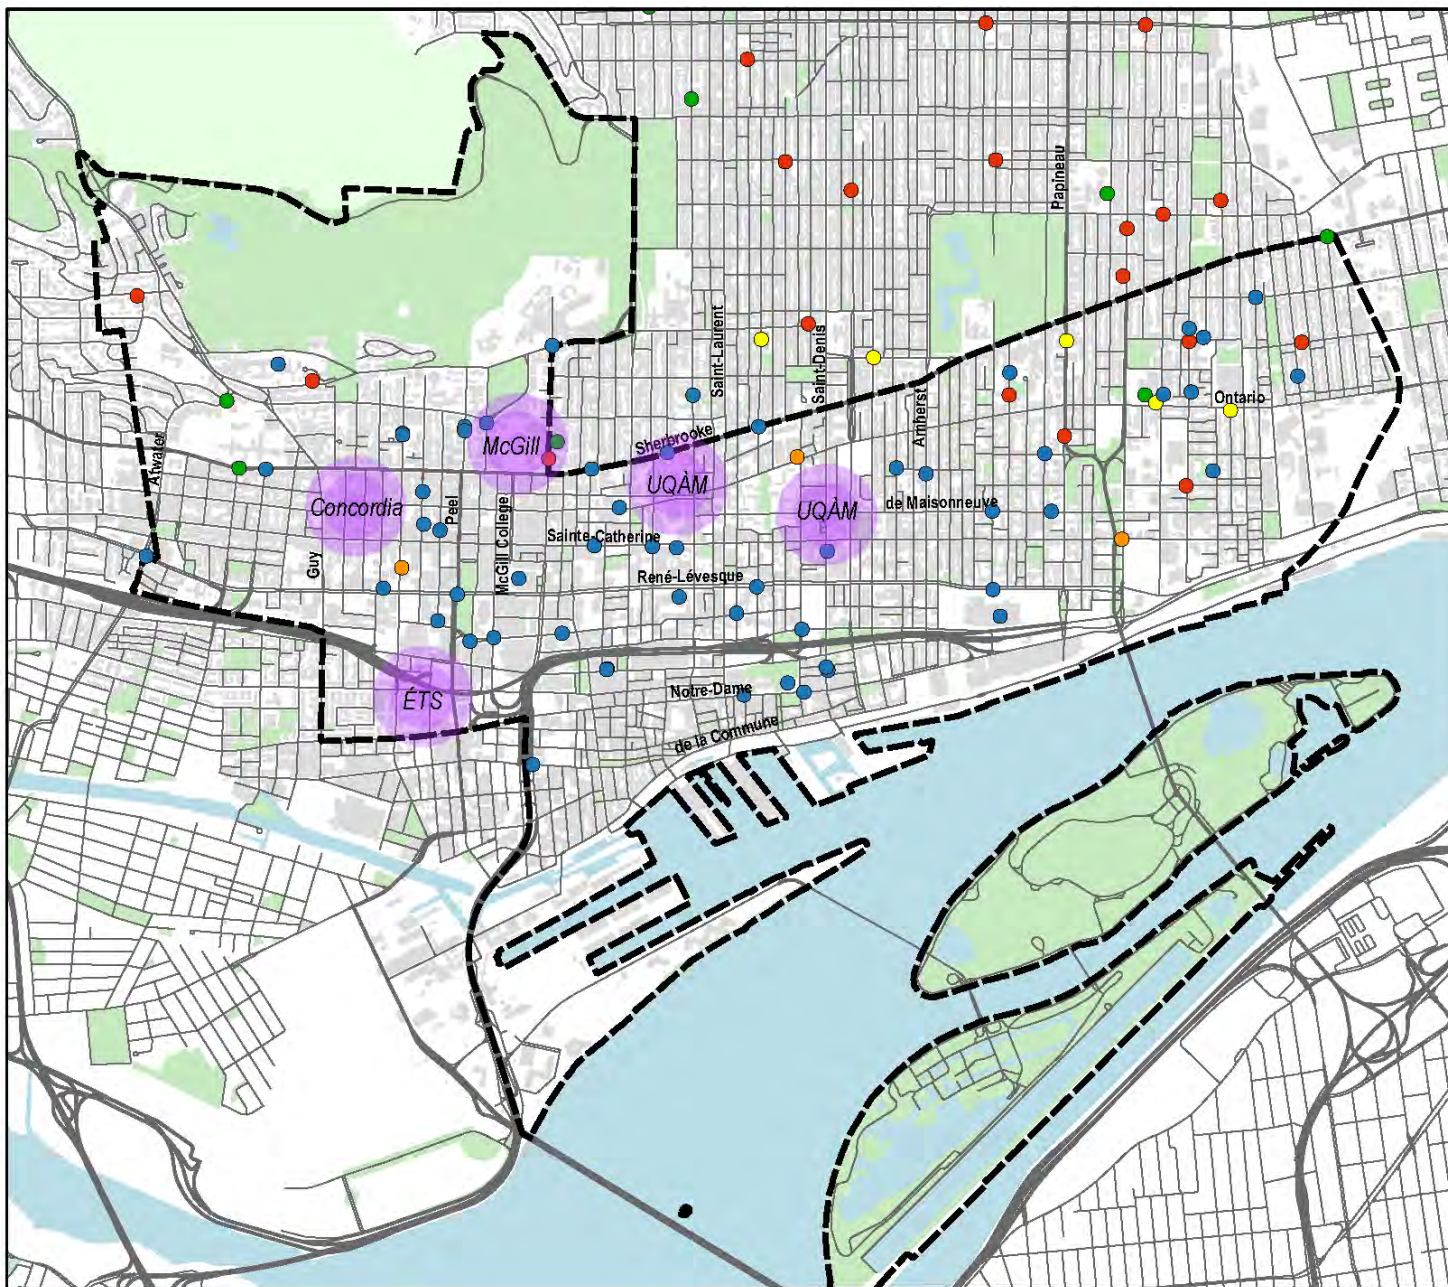 Papineau
Saint-Laurent
Saint-Denis
Amherst
Ontario
Sherbrooke
McGill
Atwater
UQÀM
Concordia
Peel
McGill College
UQÀM
de Maisonneuve
Sainte-Catherine
Guy
René-Lévesque
ÉTS
Notre-Dame
de la Commune